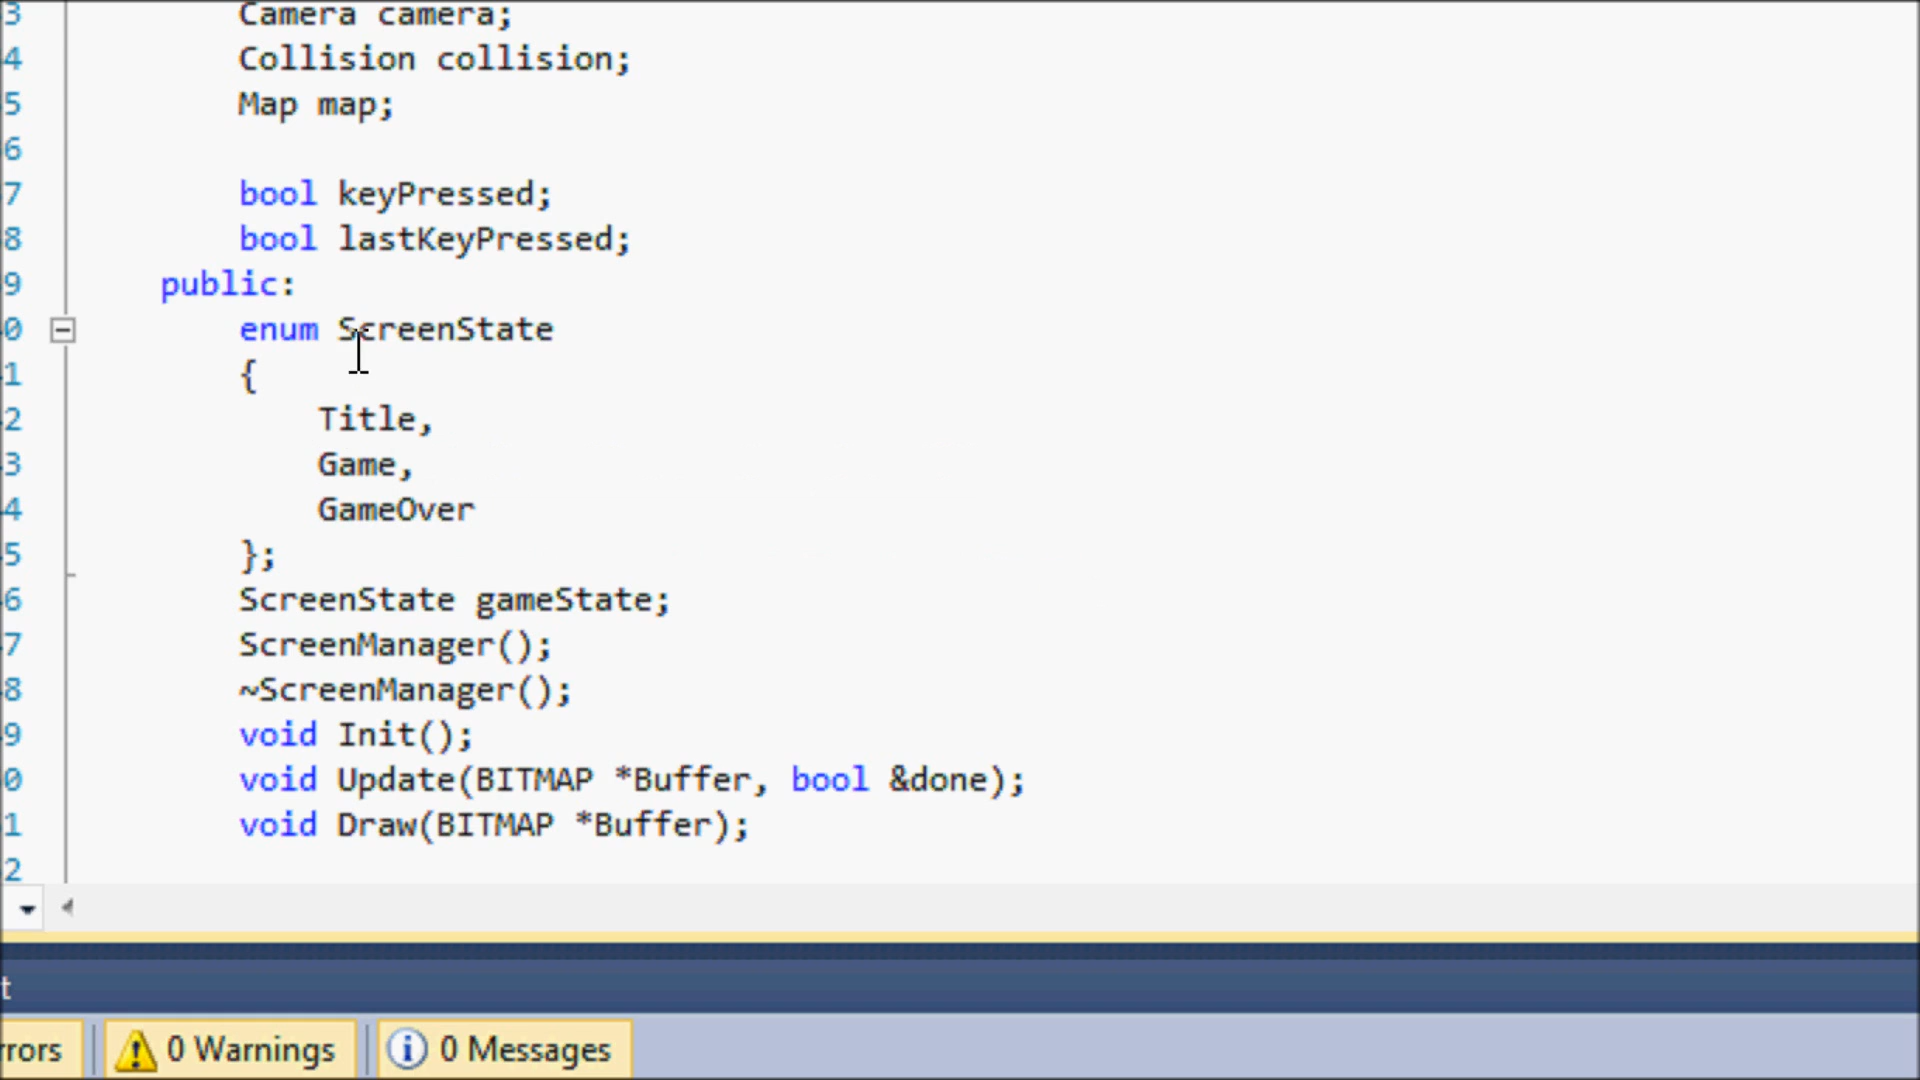 3 Camera camera;
4 Collision collision;
5 Map map;
6
7 bool keyPressed;
8 bool lastKeyPressed;
9 public:
0 enum ScreenState
1 {
2 Title,
3 Game,
4 GameOver
5 };
6 ScreenState gameState;
7 ScreenManager();
8 ~ScreenManager();
9 void Init();
0 void Update(BITMAP *Buffer, bool &done);
1 void Draw(BITMAP *Buffer);
2
t
rrors 0 Warnings 0 Messages